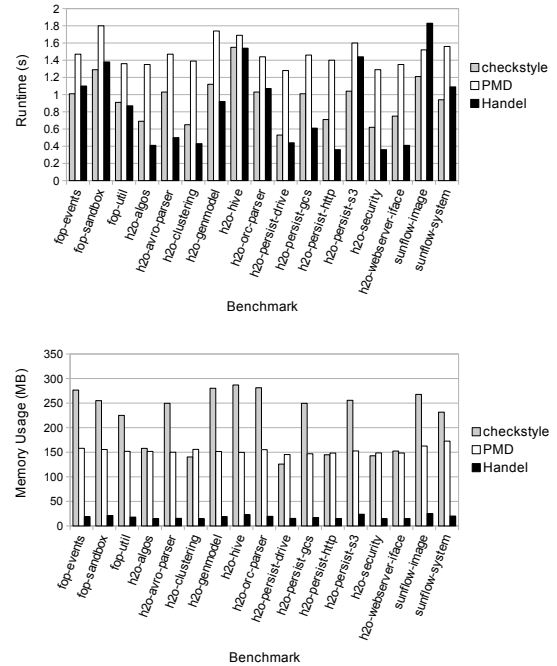 2
1.8
1.6
1.4
1.2
1
0.8
0.6
0.4
0.2
0
Runtime (s)
checkstyle
PMD
Handel
fop-events
fop-sandbox
fop-util
h2o-algos
h2o-avro-parser
h2o-clustering
h2o-genmodel
h2o-hive
h2o-orc-parser
h2o-persist-drive
h2o-persist-gcs
h2o-persist-http
h2o-persist-s3
h2o-security
h2o-webserver-iface
sunflow-image
sunflow-system
Benchmark
350
300
250
200
150
100
50
0
Memory Usage (MB)
checkstyle
PMD
Handel
fop-events
fop-sandbox
fop-util
h2o-algos
h2o-avro-parser
h2o-clustering
h2o-genmodel
h2o-hive
h2o-orc-parser
h2o-persist-drive
h2o-persist-gcs
h2o-persist-http
h2o-persist-s3
h2o-security
h2o-webserver-iface
sunflow-image
sunflow-system
Benchmark